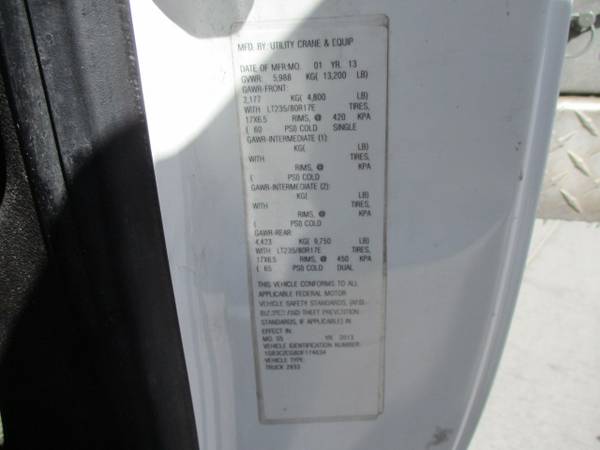 MFD. BY: UTILITY CRANE & EQUIP
DATE OF MFR:MO. 01 YR. 13
GVWR: 5,988 KG( 13,200 LB)
GAWR-FRONT:
2,177 KG( 4,800 LB)
WITH LT235/80R17E TIRES,
17X6.5 RIMS, @ 420 KPA
( 60 PSI) COLD SINGLE
GAWR-INTERMEDIATE (1):
KG( LB)
WITH TIRES,
RIMS, @ KPA
( PSI) COLD
GAWR-INTERMEDIATE (2):
KG( LB)
WITH TIRES,
RIMS, @ KPA
( PSI) COLD
GAWR-REAR:
4,423 KG( 9,750 LB)
WITH LT235/80R17E TIRES,
17X6.5 RIMS, @ 450 KPA
( 65 PSI) COLD DUAL
THIS VEHICLE CONFORMS TO ALL
APPLICABLE FEDERAL MOTOR
VEHICLE SAFETY STANDARDS,
AND THEFT PREVENTION
STANDARDS, IF APPLICABLE) IN
EFFECT IN:
MO. YR. 2013
VEHICLE IDENTIFICATION NUMBER:
VEHICLE TYPE:
TRUCK 2933